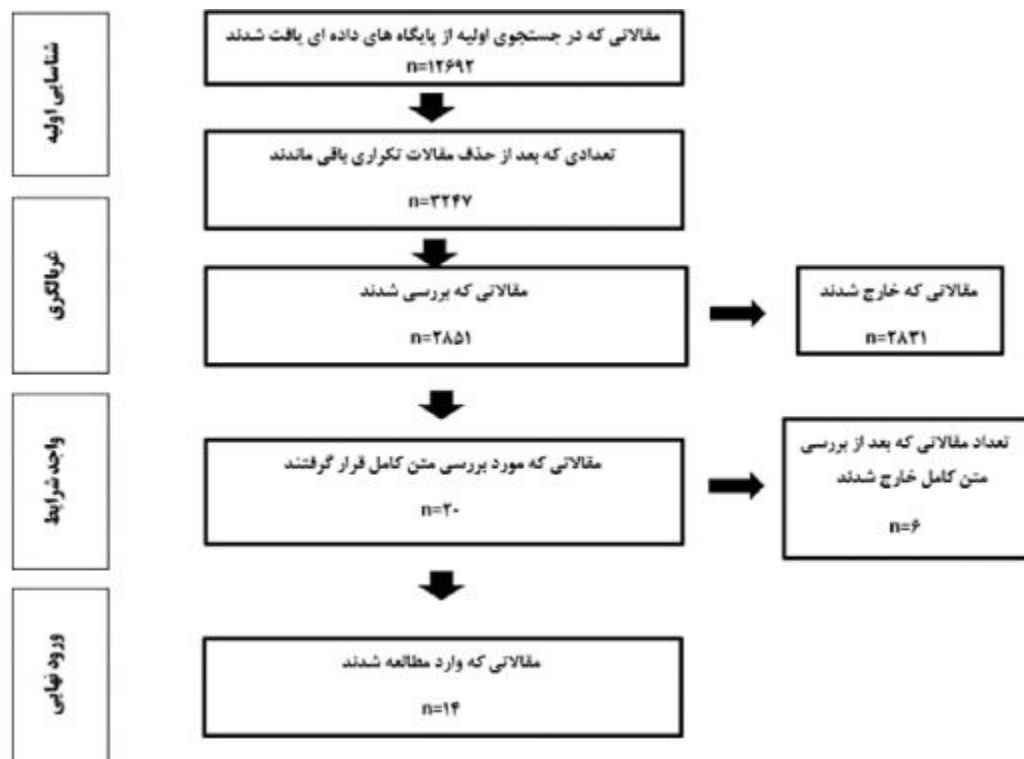 شناسایی اولیه
مقالاتی که در جستجوی اولیه از پایگاه های داده ای یافت شدند
n=۱۲۶۹۲
تعدادی که بعد از حذف مقالات تکراری باقی ماندند
n=۳۲۴۷
غربالگری
مقالاتی که بررسی شدند
n=۲۸۵۱
مقالاتی که خارج شدند
n=۲۸۳۱
واجد شرایط
مقالاتی که مورد بررسی متن کامل قرار گرفتند
n=۲۰
تعداد مقالاتی که بعد از بررسی
متن کامل خارج شدند
n=۶
ورود نهایی
مقالاتی که وارد مطالعه شدند
n=۱۴